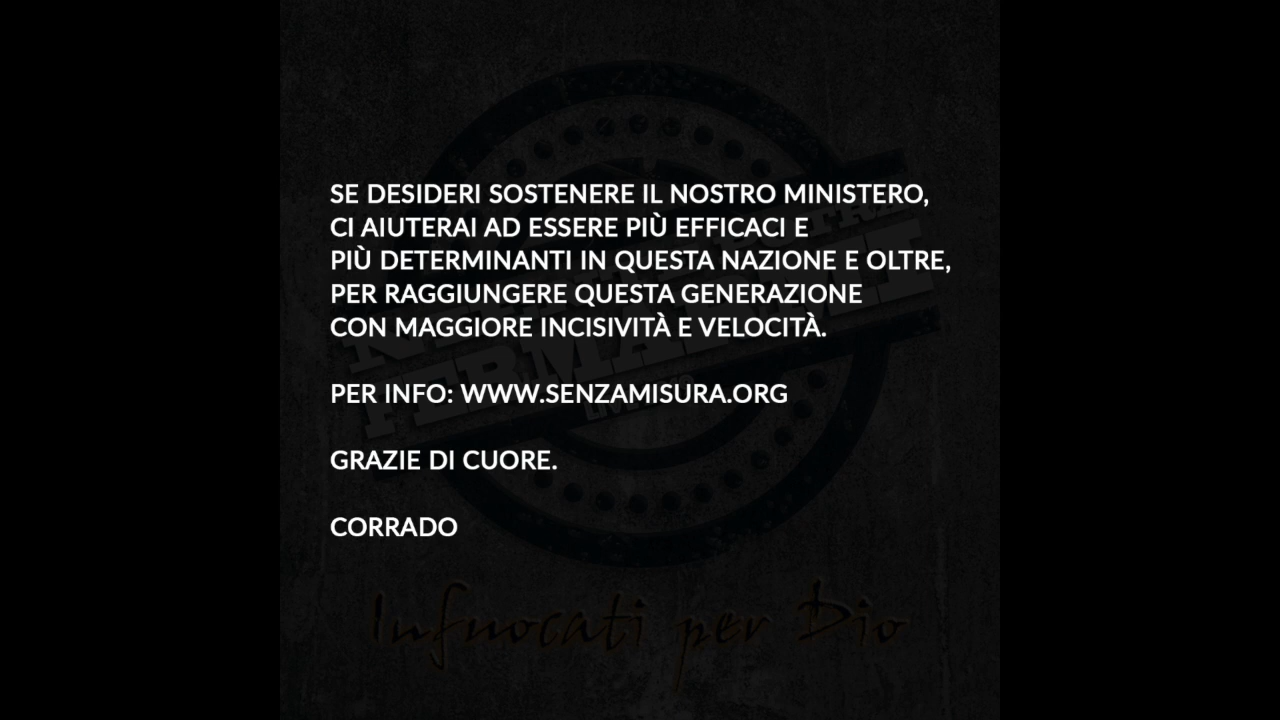 SE DESIDERI SOSTENERE IL NOSTRO MINISTERO,
CI AIUTERAI AD ESSERE PIÙ EFFICACI E
PIÙ DETERMINANTI IN QUESTA NAZIONE E OLTRE,
PER RAGGIUNGERE QUESTA GENERAZIONE
CON MAGGIORE INCISIVITÀ E VELOCITÀ.
PER INFO: WWW.SENZAMISURA.ORG
GRAZIE DI CUORE.
CORRADO
Infuocati per Dio